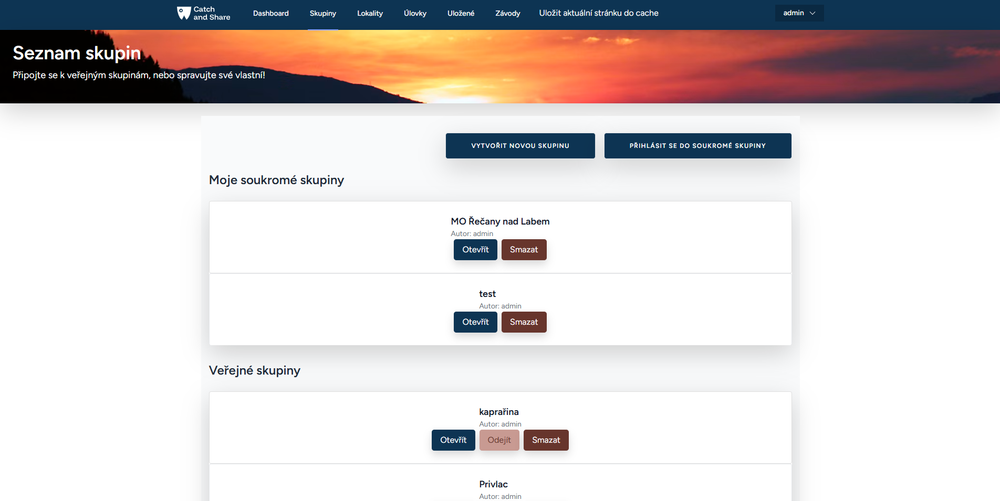 Catch
and Share
Dashboard
Skupiny
Lokality
Úlovky
Uložené
Závody
Uložit aktuální stránku do cache
admin
Seznam skupin
Připojte se k veřejným skupinám, nebo spravujte své vlastní!
VYTVOŘIT NOVOU SKUPINU
PŘIHLÁSIT SE DO SOUKROMÉ SKUPINY
Moje soukromé skupiny
MO Řečany nad Labem
Autor: admin
Otevřít
Smazat
test
Autor: admin
Otevřít
Smazat
Veřejné skupiny
kaprařina
Autor: admin
Otevřít
Odejít
Smazat
Privlac
Autor: admin